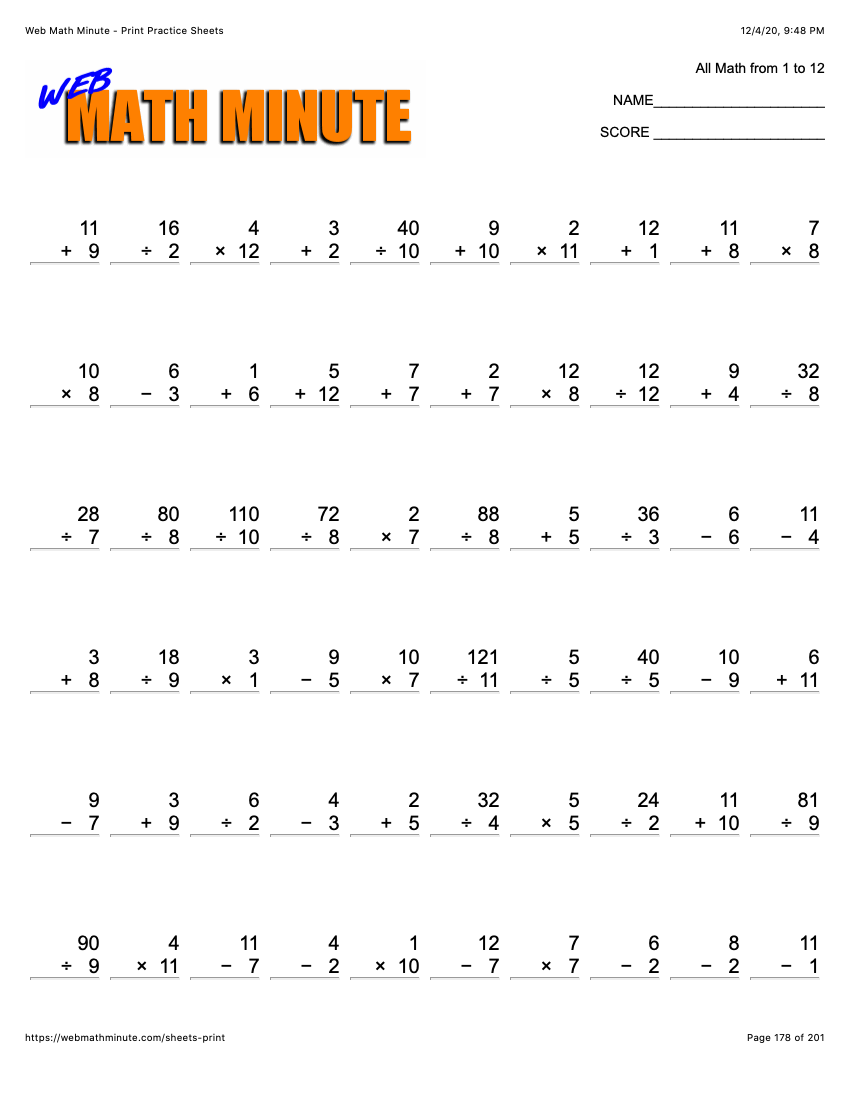 Web Math Minute - Print Practice Sheets 12/4/20, 9:48 PM
WEB
MATH MINUTE
All Math from 1 to 12
NAME______________________
SCORE ______________________
11 16 4 3 40 9 2 12 11 7
+ 9 ÷ 2 × 12 + 2 ÷ 10 + 10 × 11 + 1 + 8 × 8
10 6 1 5 7 2 12 12 9 32
× 8 − 3 + 6 + 12 + 7 + 7 × 8 ÷ 12 + 4 ÷ 8
28 80 110 72 2 88 5 36 6 11
÷ 7 ÷ 8 ÷ 10 ÷ 8 × 7 ÷ 8 + 5 ÷ 3 − 6 − 4
3 18 3 9 10 121 5 40 10 6
+ 8 ÷ 9 × 1 − 5 × 7 ÷ 11 ÷ 5 ÷ 5 − 9 + 11
9 3 6 4 2 32 5 24 11 81
− 7 + 9 ÷ 2 − 3 + 5 ÷ 4 × 5 ÷ 2 + 10 ÷ 9
90 4 11 4 1 12 7 6 8 11
÷ 9 × 11 − 7 − 2 × 10 − 7 × 7 − 2 − 2 − 1
https://webmathminute.com/sheets-print Page 178 of 201